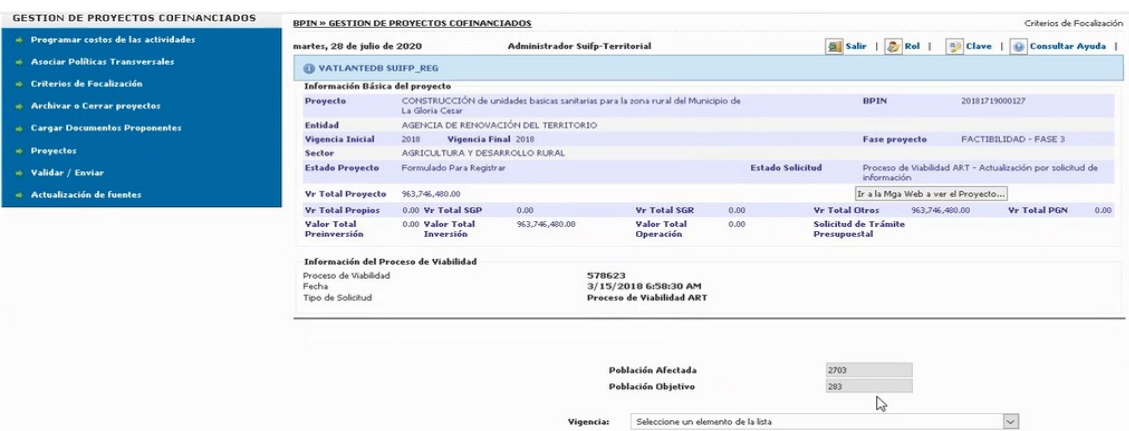 GESTION DE PROYECTOS COFINANCIADOS
Programar costos de las actividades
Asociar Políticas Transversales
Criterios de Focalización
Archivar o Cerrar proyectos
Cargar Documentos Proponentes
Proyectos
Validar / Enviar
Actualización de fuentes
BPIN » GESTION DE PROYECTOS COFINANCIADOS Criterios de Focalización
martes, 28 de julio de 2020 Administrador Suifp-Territorial Salir | Rol | Clave | Consultar Ayuda |
VATLANTEDB SUIFP_REG
Información Básica del proyecto
Proyecto CONSTRUCCIÓN de unidades basicas sanitarias para la zona rural del Municipio de BPIN 20181719000127
La Gloria Cesar
Entidad AGENCIA DE RENOVACIÓN DEL TERRITORIO
Vigencia Inicial 2018 Vigencia Final 2018 Fase proyecto FACTIBILIDAD - FASE 3
Sector AGRICULTURA Y DESARROLLO RURAL
Estado Proyecto Formulado Para Registrar Estado Solicitud Proceso de Viabilidad ART - Actualización por solicitud de
información
Vr Total Proyecto 963,746,480.00 Ir a la Mga Web a ver el Proyecto...
Vr Total Propios 0.00 Vr Total SGP 0.00 Vr Total SGR 0.00 Vr Total Otros 963,746,480.00 Vr Total PGN 0.00
Valor Total 0.00 Valor Total 963,746,480.00 Valor Total 0.00 Solicitud de Trámite
Preinversión Inversión Operación Presupuestal
Información del Proceso de Viabilidad
Proceso de Viabilidad 578623
Fecha 3/15/2018 6:58:30 AM
Tipo de Solicitud Proceso de Viabilidad ART
Población Afectada 2703
Población Objetivo 283
Vigencia: Seleccione un elemento de la lista